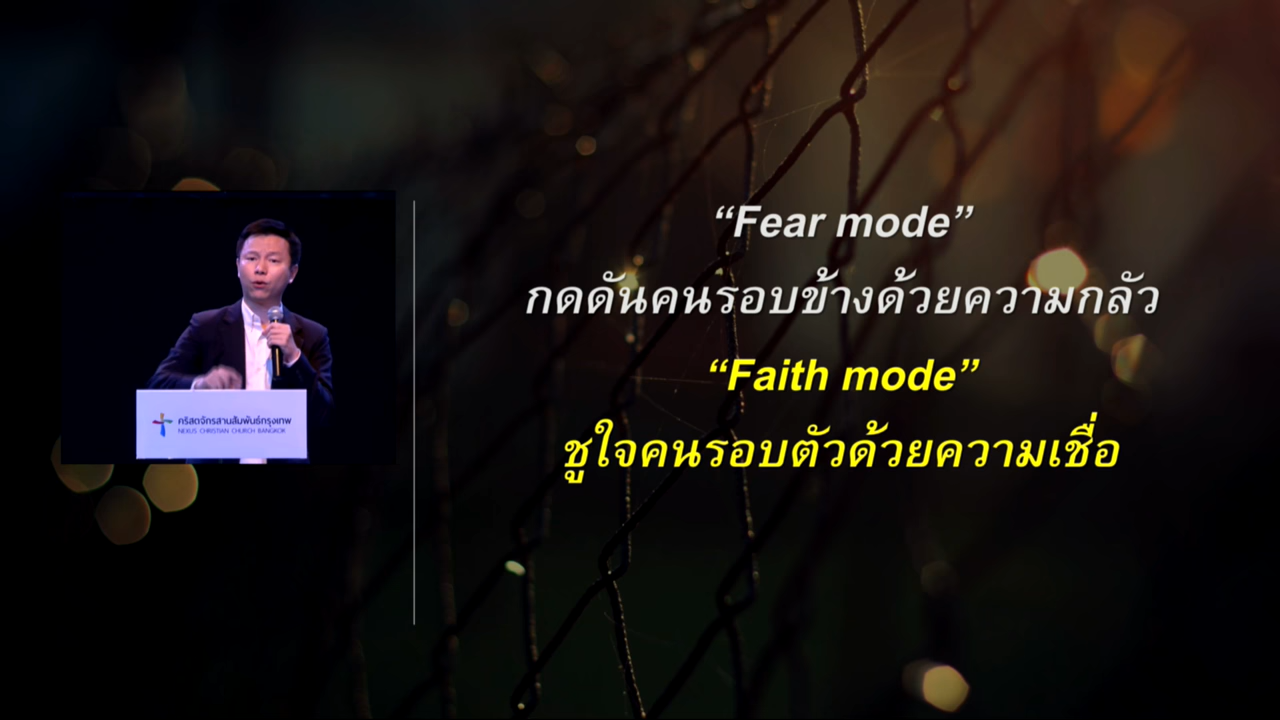 “Fear mode”
กดดันคนรอบข้างด้วยความกลัว
“Faith mode”
ชูใจคนรอบตัวด้วยความเชื่อ
คริสตจักรสานสัมพันธ์กรุงเทพ
NEXUS CHRISTIAN CHURCH BANGKOK